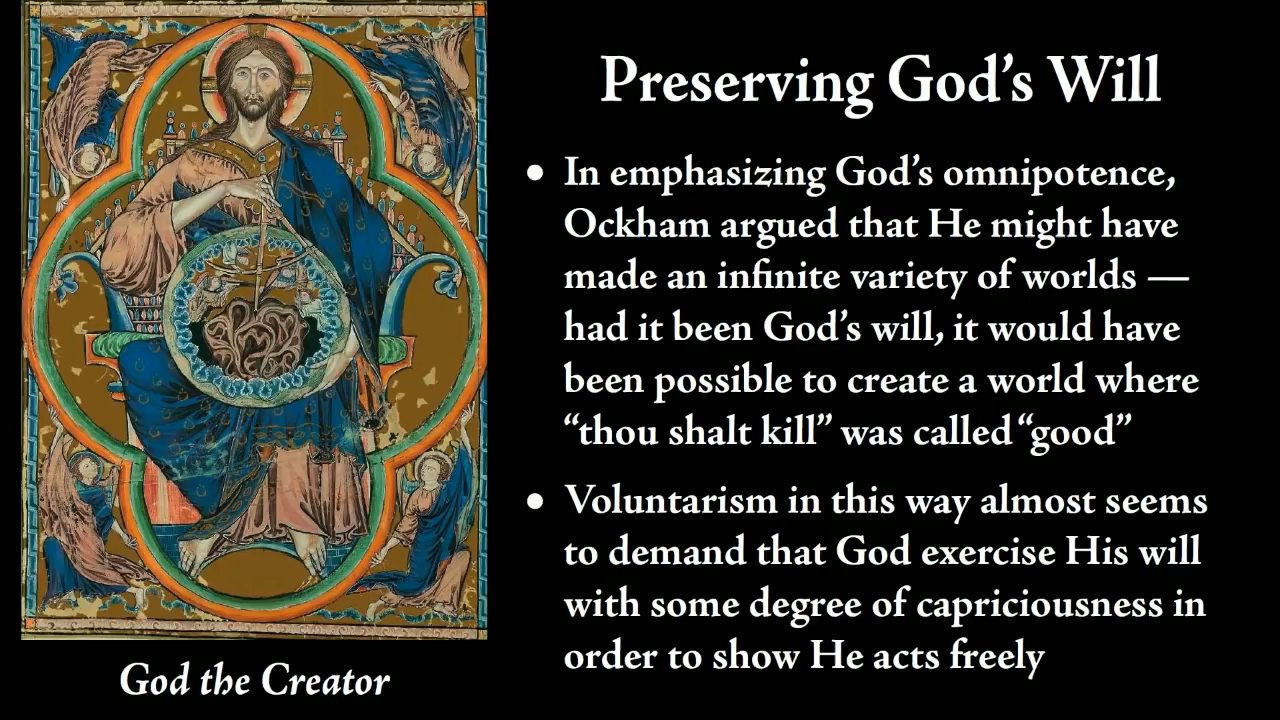 Preserving God’s Will
• In emphasizing God’s omnipotence,
Ockham argued that He might have
made an infinite variety of worlds —
had it been God’s will, it would have
been possible to create a world where
“thou shalt kill” was called “good”
• Voluntarism in this way almost seems
to demand that God exercise His will
with some degree of capriciousness in
order to show He acts freely
God the Creator